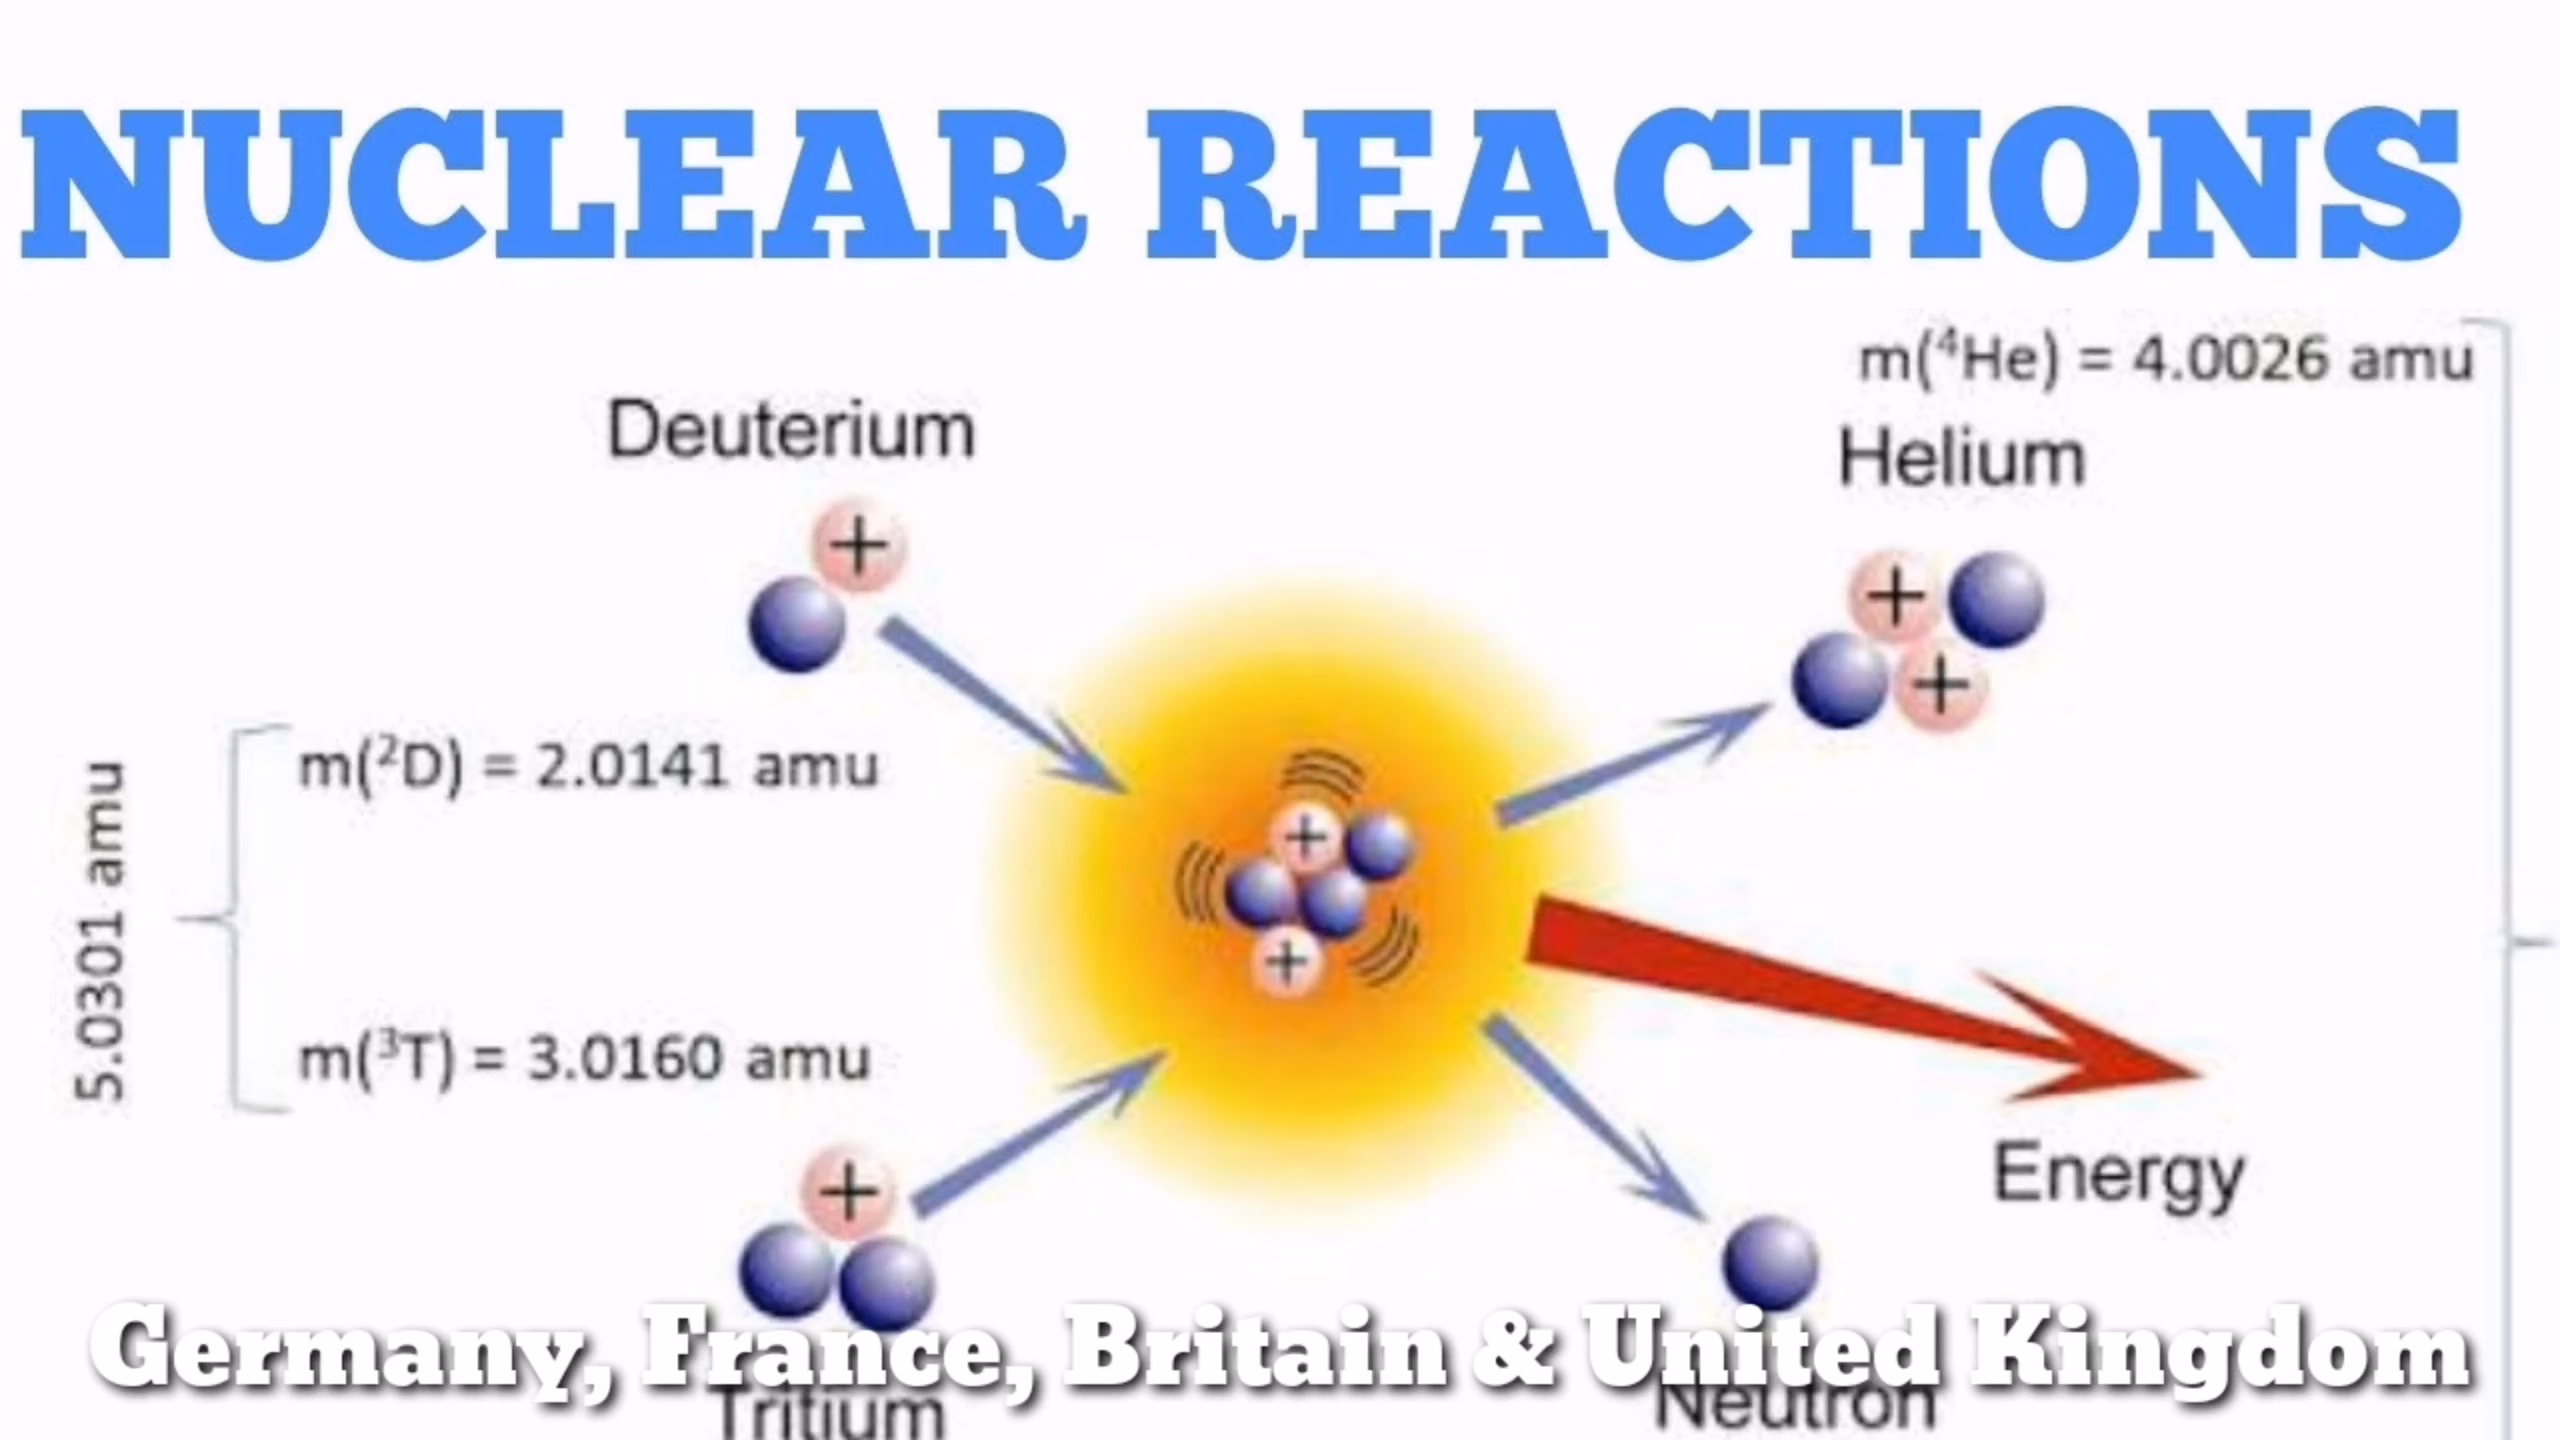 NUCLEAR REACTIONS
m(⁴He) = 4.0026 amu
Deuterium
Helium
+
+
+
m(²D) = 2.0141 amu
5.0301 amu
+
+
m(³T) = 3.0160 amu
Energy
+
Germany, France, Britain & United Kingdom
Tritium
Neutron